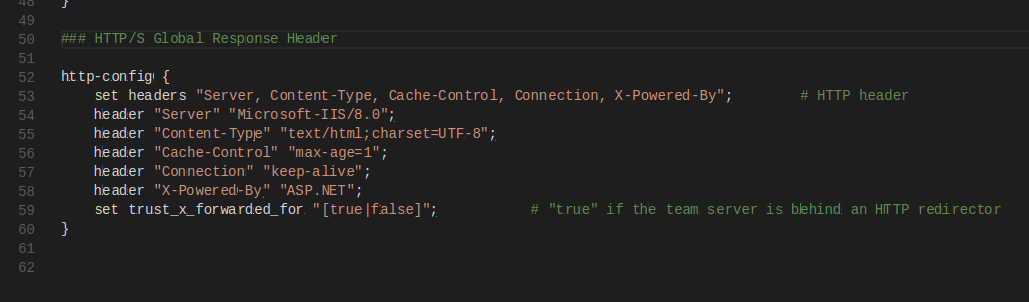 48 }
49
50 ### HTTP/S Global Response Header
51
52 http-config {
53 set headers "Server, Content-Type, Cache-Control, Connection, X-Powered-By"; # HTTP header
54 header "Server" "Microsoft-IIS/8.0";
55 header "Content-Type" "text/html;charset=UTF-8";
56 header "Cache-Control" "max-age=1";
57 header "Connection" "keep-alive";
58 header "X-Powered-By" "ASP.NET";
59 set trust_x_forwarded_for "[true|false]"; # "true" if the team server is behind an HTTP redirector
60 }
61
62